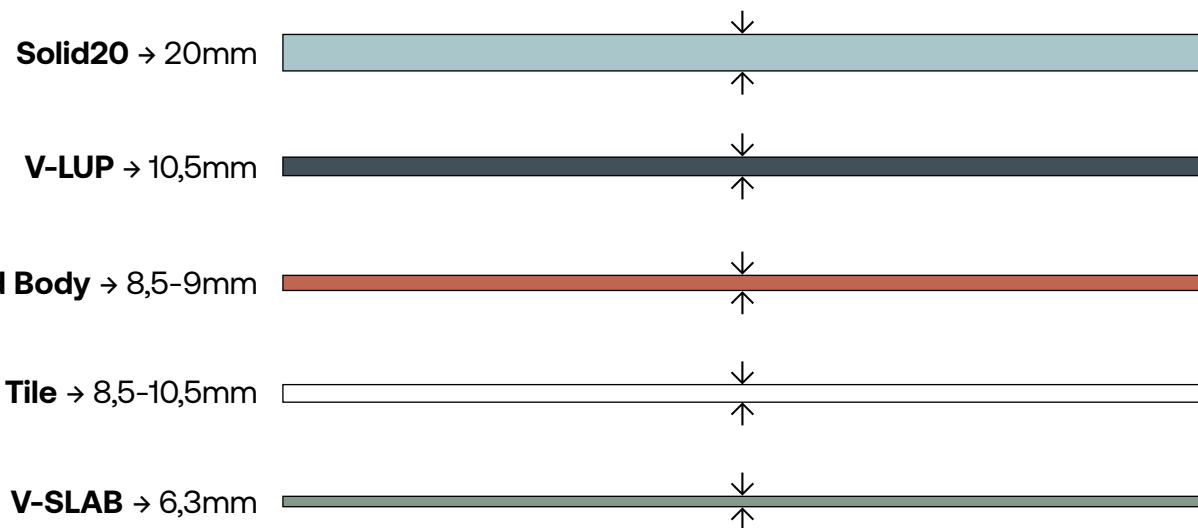 Solid20 → 20mm
V-LUP → 10,5mm
Body → 8,5-9mm
Tile → 8,5-10,5mm
V-SLAB → 6,3mm